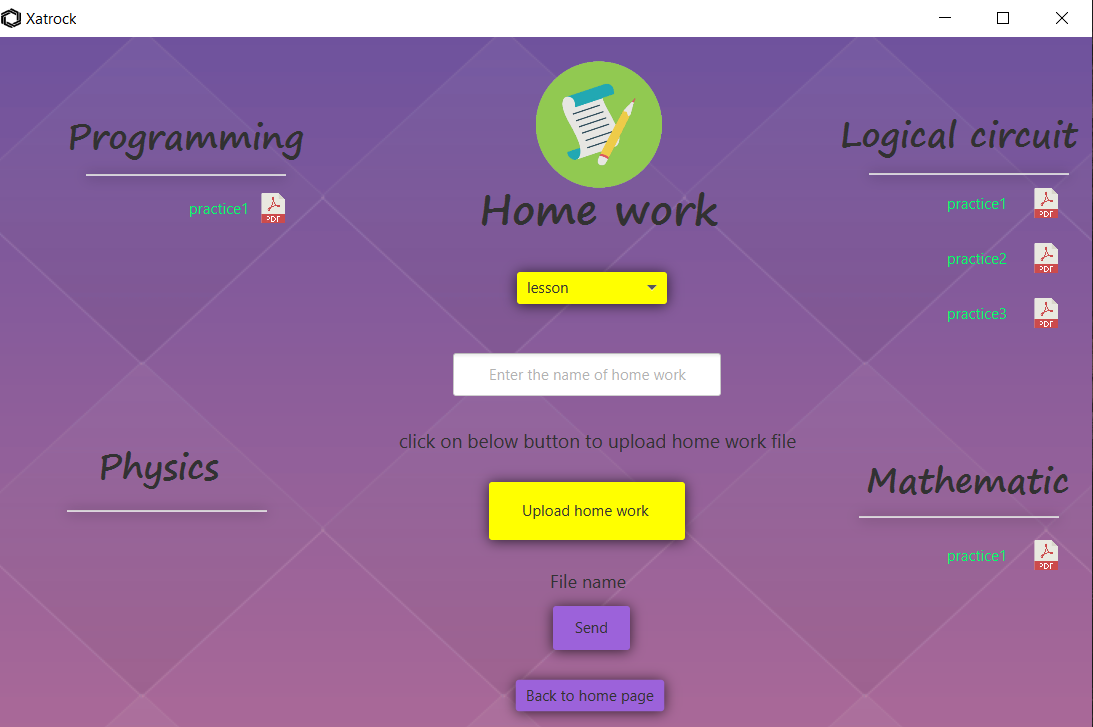 Xatrock
Programming
practice1
PDF
Home work
lesson
Enter the name of home work
click on below button to upload home work file
Upload home work
File name
Send
Back to home page
Logical circuit
practice1
PDF
practice2
PDF
practice3
PDF
Physics
Mathematic
practice1
PDF